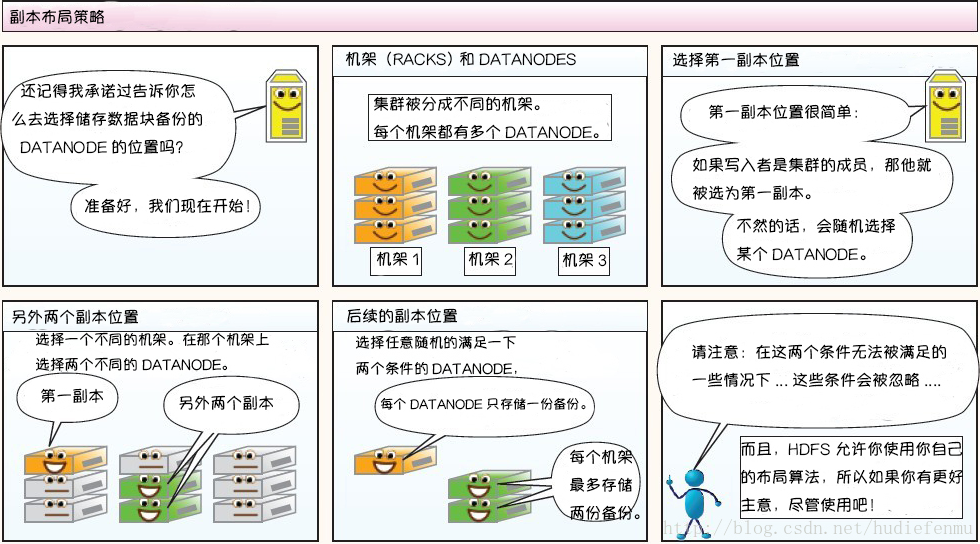 副本布局策略
还记得我承诺过告诉你怎
么去选择储存数据块备份的
DATANODE 的位置吗?
准备好，我们现在开始!
机架（RACKS）和 DATANODES
集群被分成不同的机架。
每个机架都有多个 DATANODE。
机架 1
机架 2
机架 3
选择第一副本位置
第一副本位置很简单:
如果写入者是集群的成员，那他就
被选为第一副本。
不然的话，会随机选择
某个 DATANODE。
另外两个副本位置
选择一个不同的机架。在那个机架上
选择两个不同的 DATANODE。
第一副本
另外两个副本
后续的副本位置
选择任意随机的满足一下
两个条件的 DATANODE,
每个 DATANODE 只存储一份备份。
每个机架
最多存储
两份备份。
请注意: 在这两个条件无法被满足的
一些情况下 ... 这些条件会被忽略 ....
而且，HDFS 允许你使用你自己
的布局算法，所以如果你有更好
主意，尽管使用吧!
http://blog.csdn.net/hudiefenmu